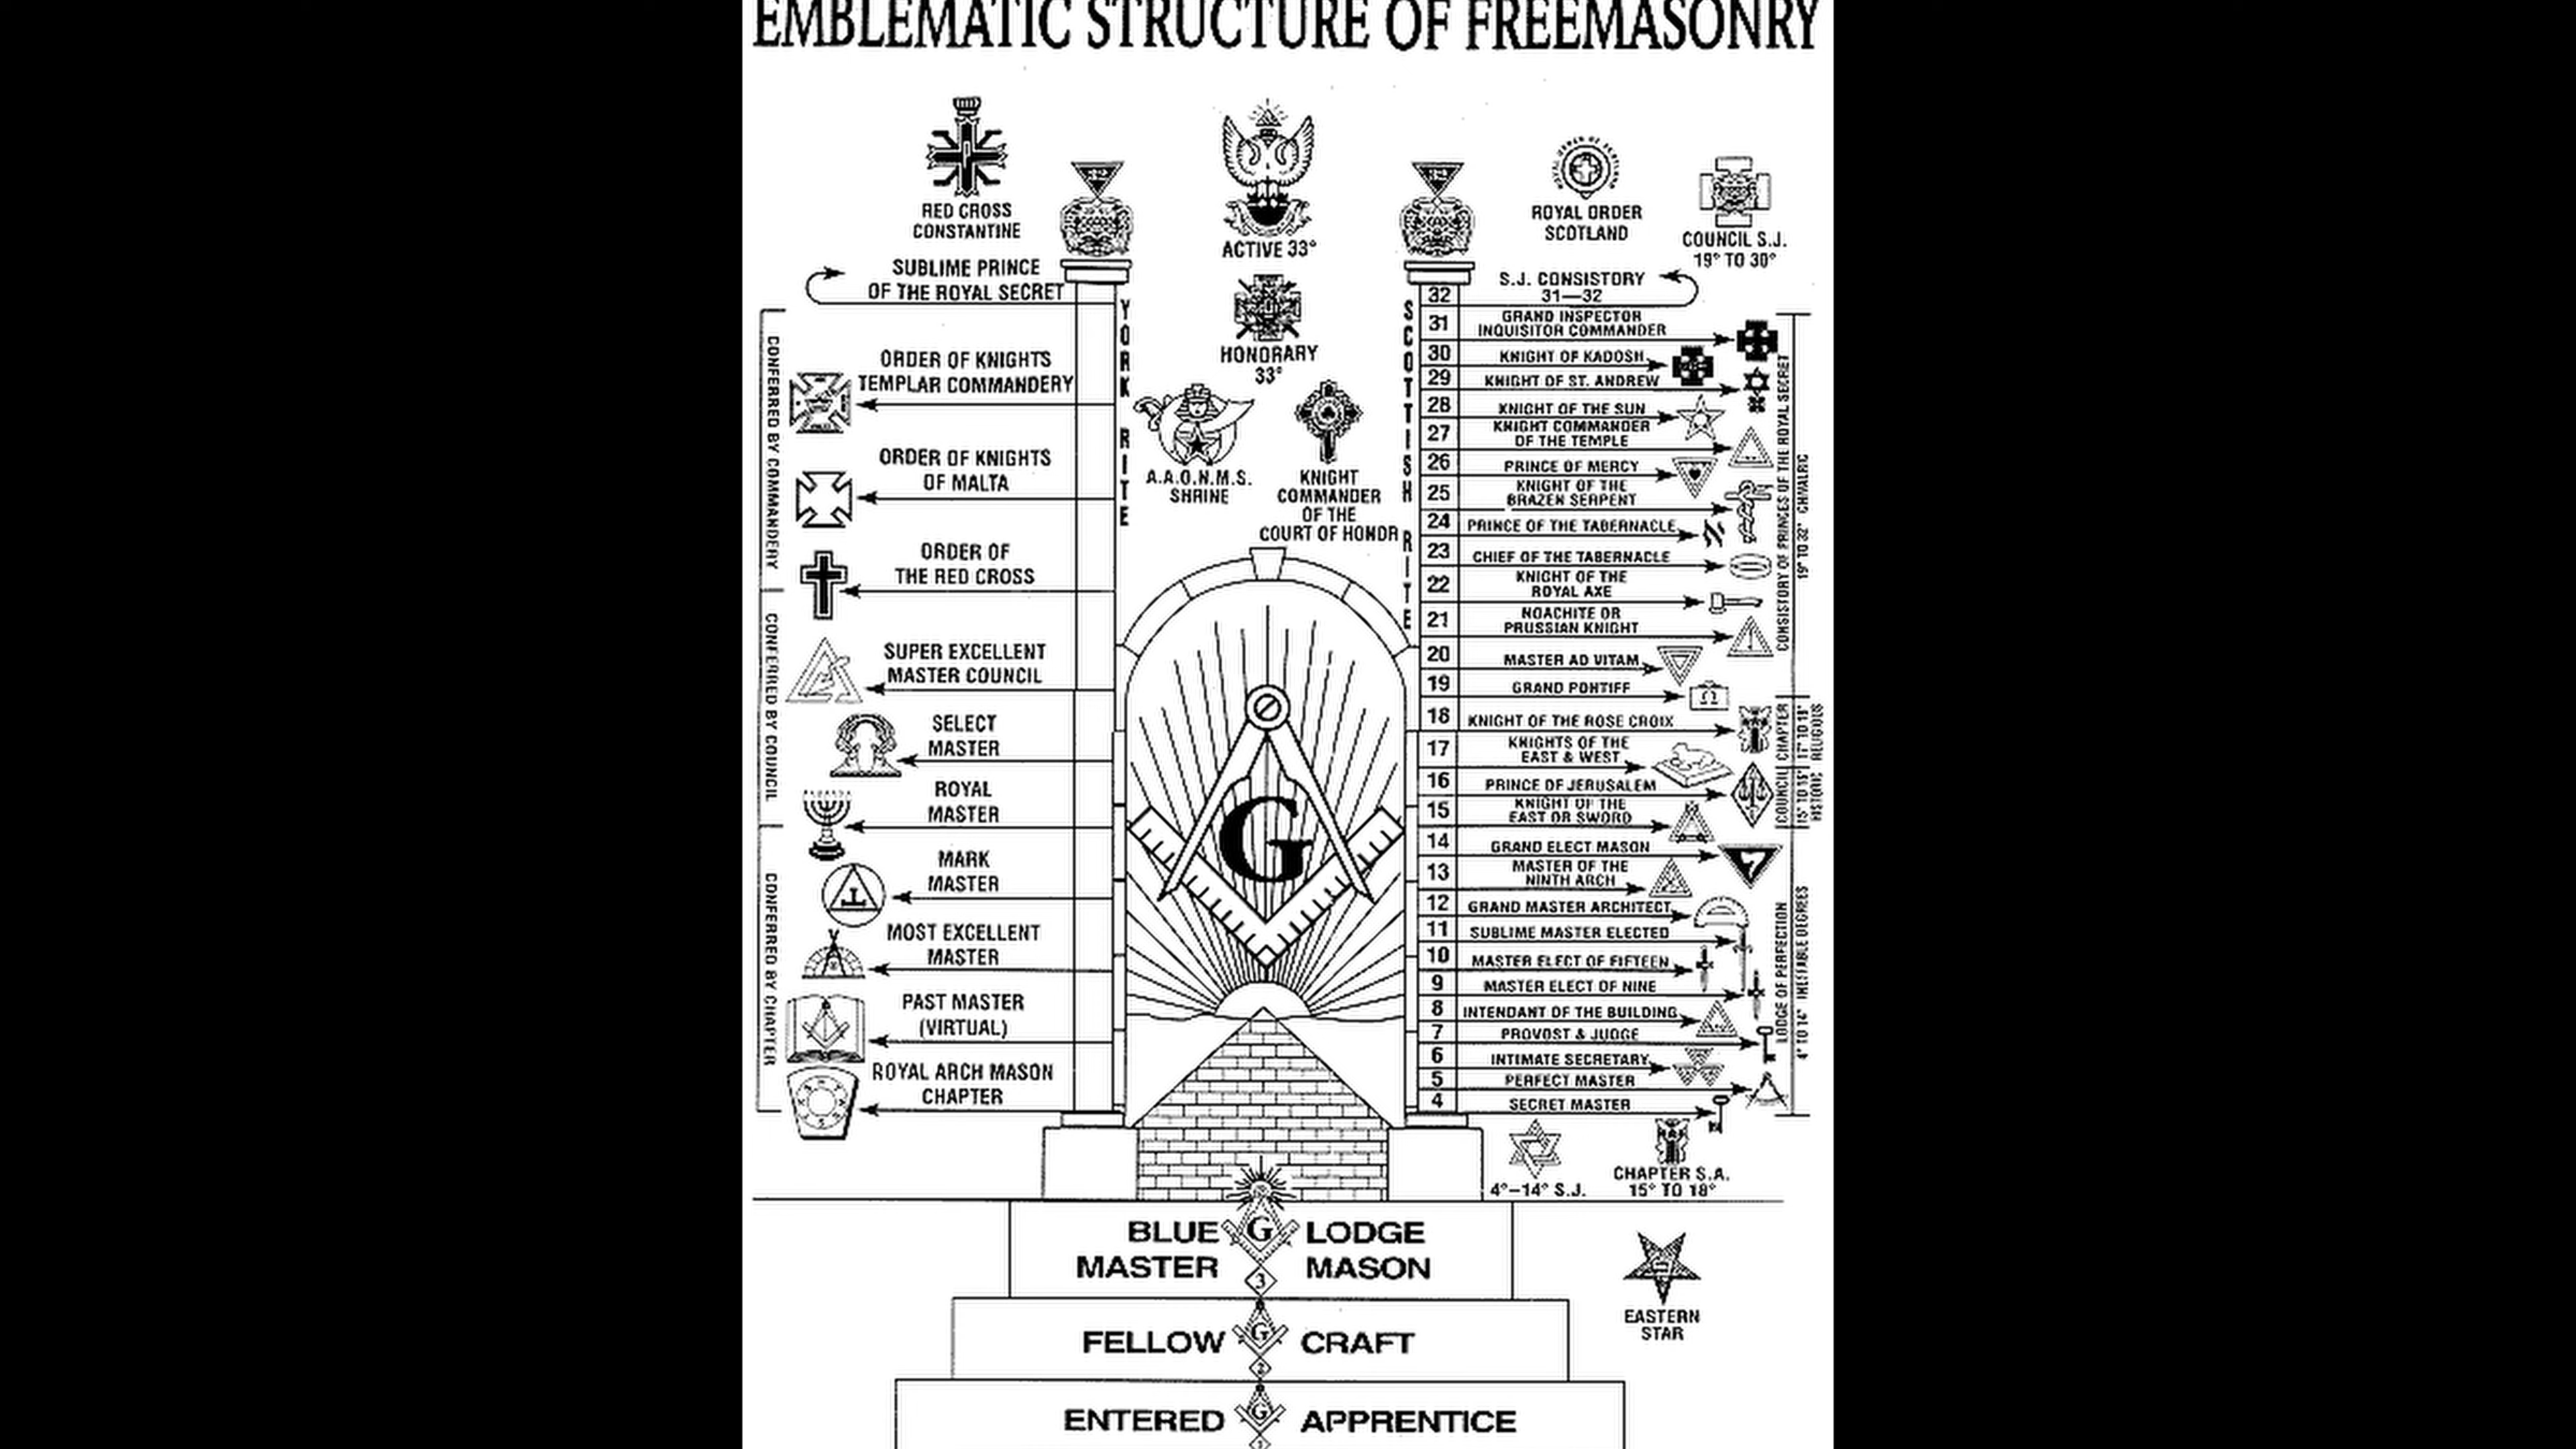 EMBLEMATIC STRUCTURE OF FREEMASONRY
RED CROSS
CONSTANTINE
ACTIVE 33°
HONORARY
33°
ROYAL ORDER
SCOTLAND
COUNCIL S.J.
19° TO 30°
A.A.O.N.M.S.
SHRINE
KNIGHT
COMMANDER
OF THE
COURT OF HONOR
YORK RITE
SCOTTISH RITE
SUBLIME PRINCE
OF THE ROYAL SECRET
CONFERRED BY COMMANDERY
ORDER OF KNIGHTS
TEMPLAR COMMANDERY
ORDER OF KNIGHTS
OF MALTA
ORDER OF
THE RED CROSS
CONFERRED BY COUNCIL
SUPER EXCELLENT
MASTER COUNCIL
SELECT
MASTER
ROYAL
MASTER
CONFERRED BY CHAPTER
MARK
MASTER
MOST EXCELLENT
MASTER
PAST MASTER
(VIRTUAL)
ROYAL ARCH MASON
CHAPTER
G
32 S.J. CONSISTORY
31—32
31 GRAND INSPECTOR
INQUISITOR COMMANDER
30 KNIGHT OF KADOSH
29 KNIGHT OF ST. ANDREW
28 KNIGHT OF THE SUN
27 KNIGHT COMMANDER
OF THE TEMPLE
26 PRINCE OF MERCY
25 KNIGHT OF THE
BRAZEN SERPENT
24 PRINCE OF THE TABERNACLE
23 CHIEF OF THE TABERNACLE
22 KNIGHT OF THE
ROYAL AXE
21 NOACHITE OR
PRUSSIAN KNIGHT
20 MASTER AD VITAM
19 GRAND PONTIFF
18 KNIGHT OF THE ROSE CROIX
17 KNIGHTS OF THE
EAST & WEST
16 PRINCE OF JERUSALEM
15 KNIGHT OF THE
EAST OR SWORD
14 GRAND ELECT MASON
13 MASTER OF THE
NINTH ARCH
12 GRAND MASTER ARCHITECT
11 SUBLIME MASTER ELECTED
10 MASTER ELECT OF FIFTEEN
9 MASTER ELECT OF NINE
8 INTENDANT OF THE BUILDING
7 PROVOST & JUDGE
6 INTIMATE SECRETARY
5 PERFECT MASTER
4 SECRET MASTER
CONSISTORY OF PRINCES OF THE ROYAL SECRET
19° TO 32° CHIVALRIC
CHAPTER
17° TO 18°
RELIGIOUS
COUNCIL
15° TO 16°
HISTORIC
LODGE OF PERFECTION
4° TO 14° INEFFABLE DEGREES
4°–14° S.J.
CHAPTER S.A.
15° TO 18°
BLUE G LODGE
MASTER 3 MASON
FELLOW G CRAFT
2
ENTERED G APPRENTICE
1
EASTERN
STAR